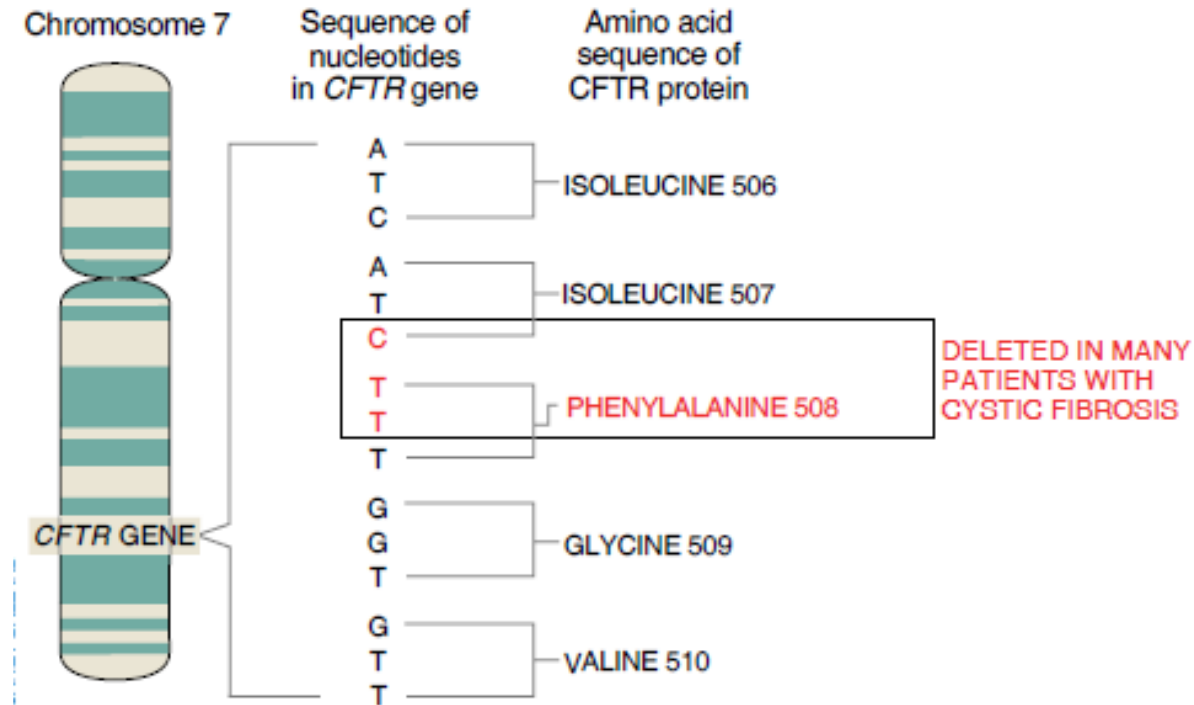 Chromosome 7
Sequence of
nucleotides
in CFTR gene
Amino acid
sequence of
CFTR protein
A
T
C
ISOLEUCINE 506
A
T
C
ISOLEUCINE 507
T
T
T
PHENYLALANINE 508
DELETED IN MANY
PATIENTS WITH
CYSTIC FIBROSIS
G
G
T
GLYCINE 509
CFTR GENE
G
T
T
VALINE 510